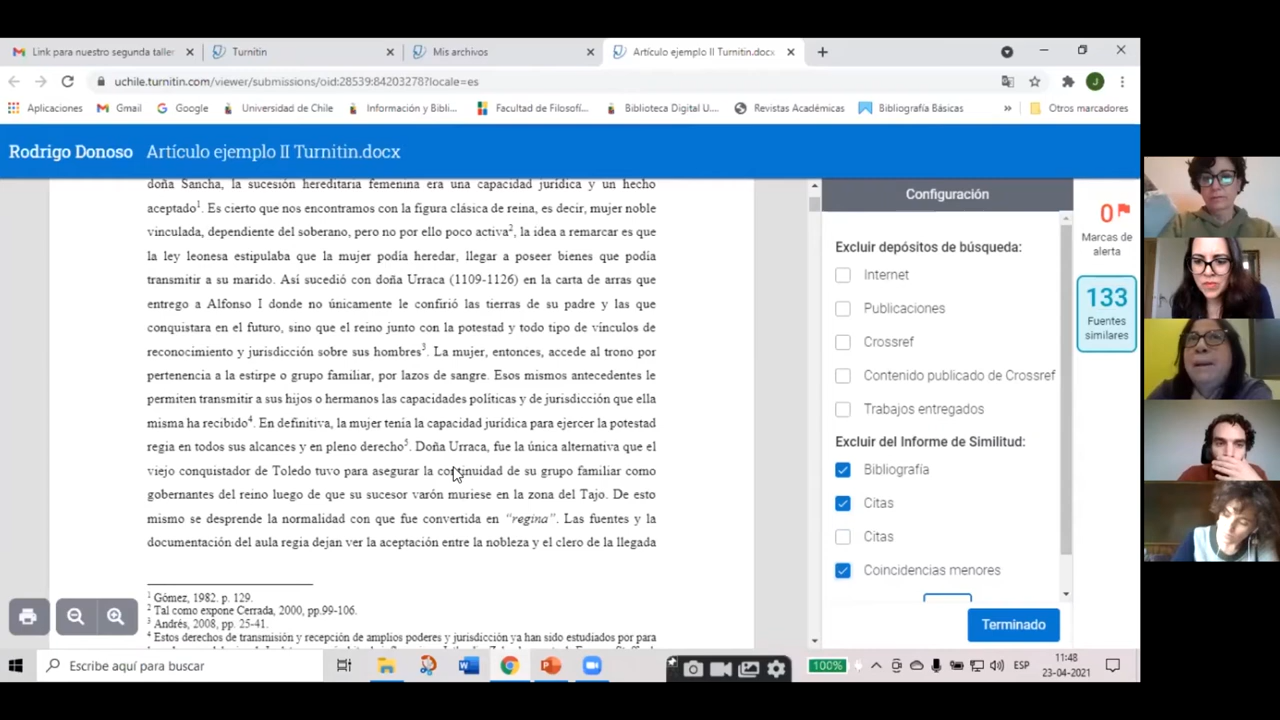 Link para nuestro segunda taller
Turnitin
Mis archivos
Artículo ejemplo II Turnitin.docx
uchile.turnitin.com/viewer/submissions/oid:28539:84203278?locale=es
J
Aplicaciones
Gmail
Google
Universidad de Chile
Información y Bibli...
Facultad de Filosofí...
Biblioteca Digital U...
Revistas Académicas
Bibliografía Básicas
»
Otros marcadores
Rodrigo Donoso Artículo ejemplo II Turnitin.docx
doña Sancha, la sucesión hereditaria femenina era una capacidad jurídica y un hecho
aceptado¹. Es cierto que nos encontramos con la figura clásica de reina, es decir, mujer noble
vinculada, dependiente del soberano, pero no por ello poco activa², la idea a remarcar es que
la ley leonesa estipulaba que la mujer podía heredar, llegar a poseer bienes que podía
transmitir a su marido. Así sucedió con doña Urraca (1109-1126) en la carta de arras que
entrego a Alfonso I donde no únicamente le confirió las tierras de su padre y las que
conquistara en el futuro, sino que el reino junto con la potestad y todo tipo de vínculos de
reconocimiento y jurisdicción sobre sus hombres³. La mujer, entonces, accede al trono por
pertenencia a la estirpe o grupo familiar, por lazos de sangre. Esos mismos antecedentes le
permiten transmitir a sus hijos o hermanos las capacidades políticas y de jurisdicción que ella
misma ha recibido⁴. En definitiva, la mujer tenía la capacidad jurídica para ejercer la potestad
regia en todos sus alcances y en pleno derecho⁵. Doña Urraca, fue la única alternativa que el
viejo conquistador de Toledo tuvo para asegurar la continuidad de su grupo familiar como
gobernantes del reino luego de que su sucesor varón muriese en la zona del Tajo. De esto
mismo se desprende la normalidad con que fue convertida en “regina”. Las fuentes y la
documentación del aula regia dejan ver la aceptación entre la nobleza y el clero de la llegada
¹ Gómez, 1982. p. 129.
² Tal como expone Cerrada, 2000, pp.99-106.
³ Andrés, 2008, pp. 25-41.
⁴ Estos derechos de transmisión y recepción de amplios poderes y jurisdicción ya han sido estudiados por para
Configuración
Excluir depósitos de búsqueda:
Internet
Publicaciones
Crossref
Contenido publicado de Crossref
Trabajos entregados
Excluir del Informe de Similitud:
Bibliografía
Citas
Citas
Coincidencias menores
Terminado
0
Marcas de
alerta
133
Fuentes
similares
Escribe aquí para buscar
100%
ESP
11:48
23-04-2021